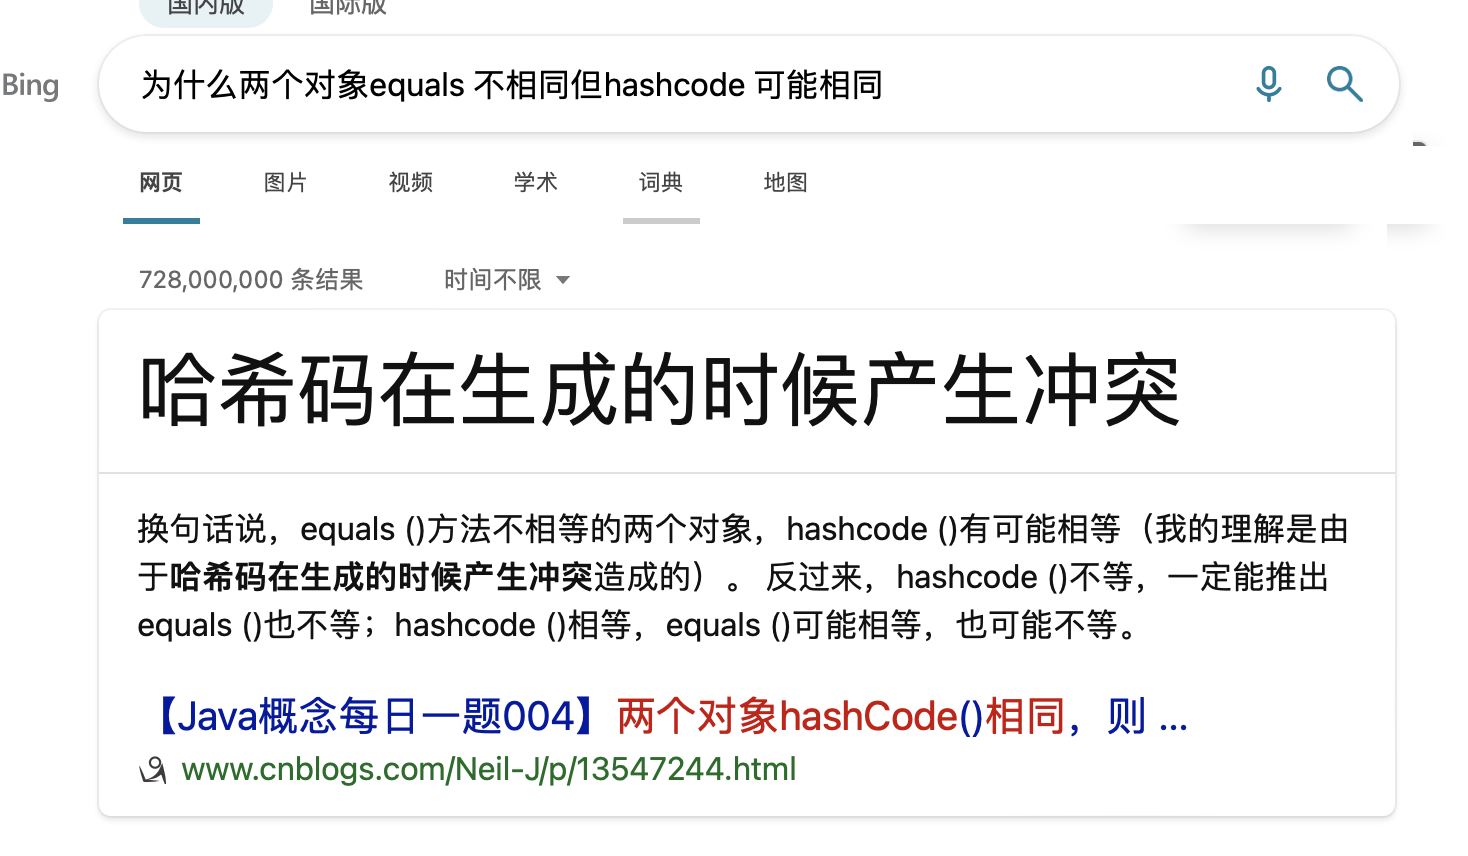 国内版 国际版
Bing
为什么两个对象equals 不相同但hashcode 可能相同
网页 图片 视频 学术 词典 地图
728,000,000 条结果 时间不限
哈希码在生成的时候产生冲突
换句话说，equals ()方法不相等的两个对象，hashcode ()有可能相等（我的理解是由
于哈希码在生成的时候产生冲突造成的）。 反过来，hashcode ()不等，一定能推出
equals ()也不等；hashcode ()相等，equals ()可能相等，也可能不等。
【Java概念每日一题004】两个对象hashCode()相同，则 ...
www.cnblogs.com/Neil-J/p/13547244.html